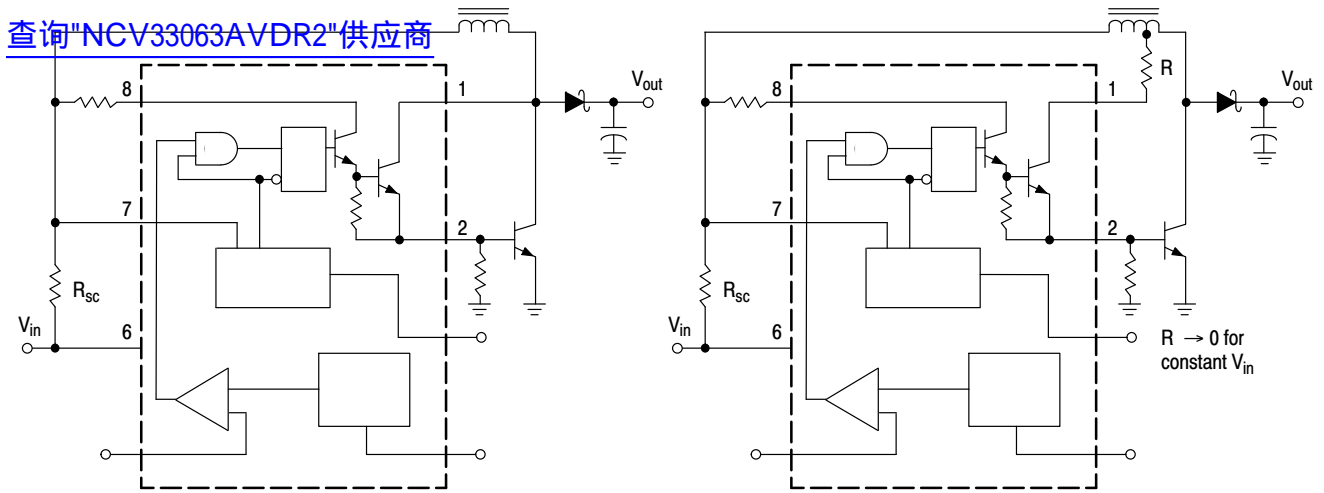 查询"NCV33063AVDR2"供应商
Vout
8
1
7
2
Rsc
Vin
6
R
Vout
8
1
7
2
Rsc
Vin
6
R → 0 for
constant Vin